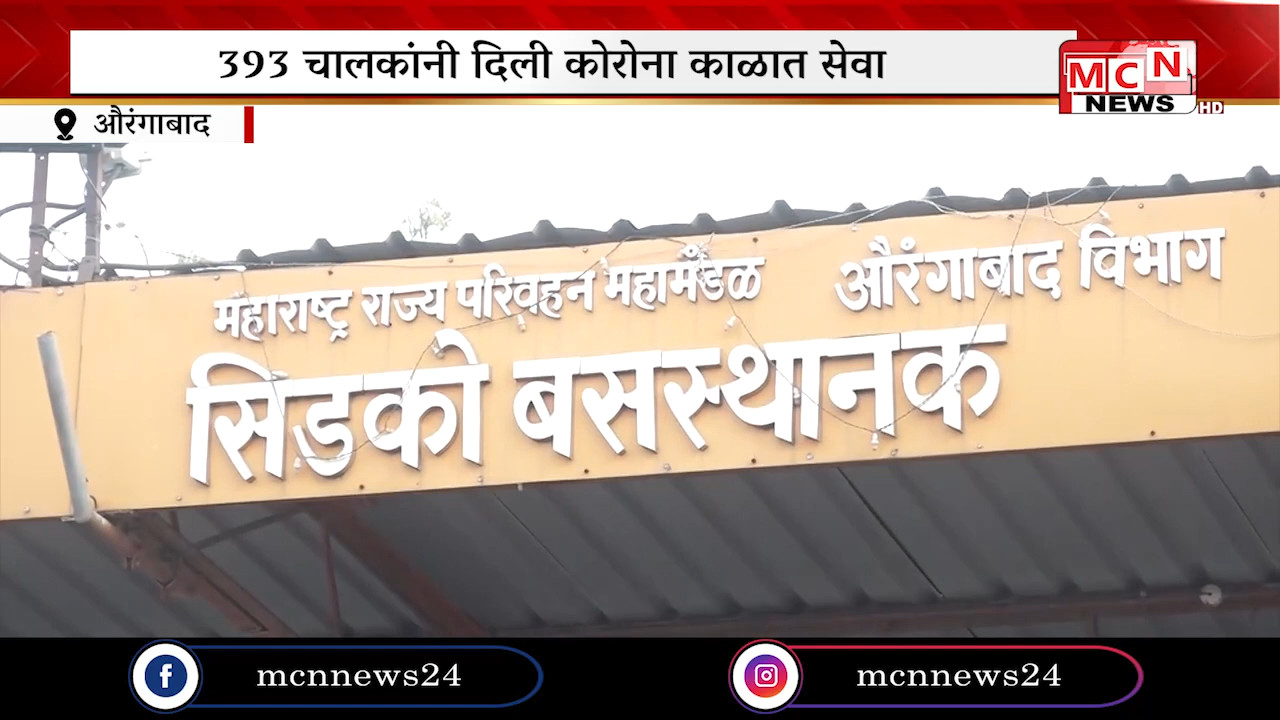 393 चालकांनी दिली कोरोना काळात सेवा
MCN
NEWS HD
औरंगाबाद
महाराष्ट्र राज्य परिवहन महामंडळ औरंगाबाद विभाग
सिडको बसस्थानक
mcnnews24 mcnnews24